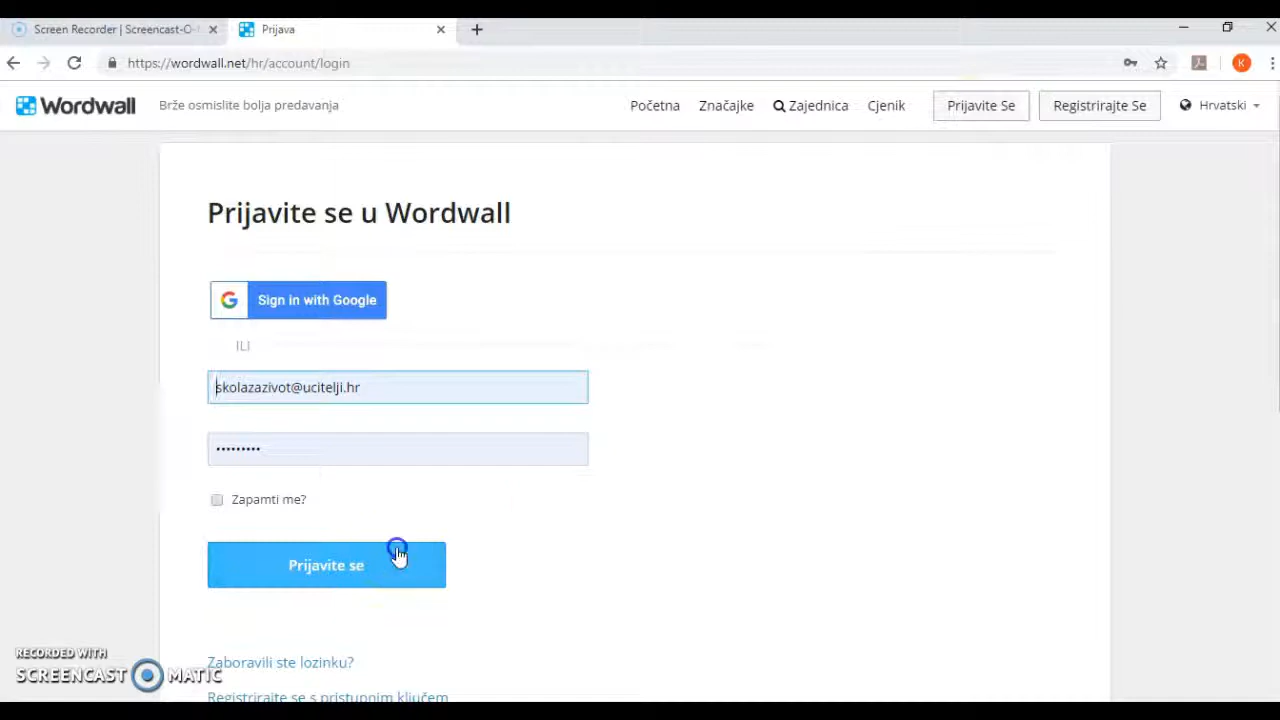 Screen Recorder | Screencast-O-
Prijava
https://wordwall.net/hr/account/login
K
Wordwall
Brže osmislite bolja predavanja
Početna
Značajke
Zajednica
Cjenik
Prijavite Se
Registrirajte Se
Hrvatski
Prijavite se u Wordwall
G Sign in with Google
ILI
skolazazivot@ucitelji.hr
•••••••••
Zapamti me?
Prijavite se
Zaboravili ste lozinku?
Registrirajte se s pristupnim ključem
RECORDED WITH
SCREENCAST MATIC